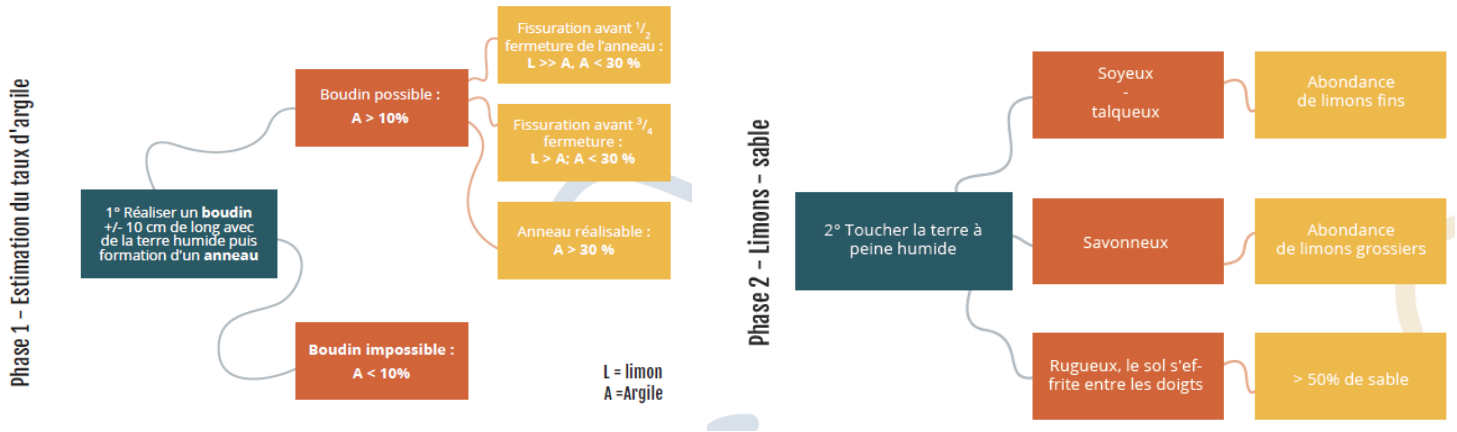 Phase 1 – Estimation du taux d'argile
1° Réaliser un boudin
+/- 10 cm de long avec
de la terre humide puis
formation d'un anneau
Boudin possible :
A > 10%
Fissuration avant 1/2
fermeture de l'anneau :
L >> A, A < 30 %
Fissuration avant 3/4
fermeture :
L > A; A < 30 %
Anneau réalisable :
A > 30 %
Boudin impossible :
A < 10%
L = limon
A =Argile
Phase 2 – Limons – sable
2° Toucher la terre à
peine humide
Soyeux
-
talqueux
Abondance
de limons fins
Savonneux
Abondance
de limons grossiers
Rugueux, le sol s'ef-
frite entre les doigts
> 50% de sable